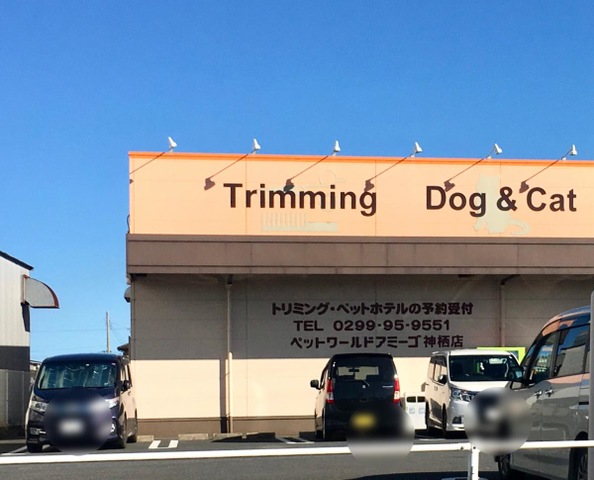 Trimming Dog & Cat
トリミング・ペットホテルの予約受付
TEL 0299-95-9551
ペットワールドアミーゴ神栖店